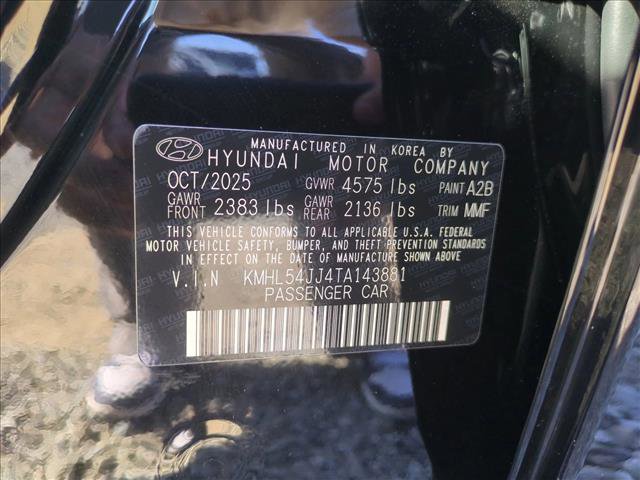 MANUFACTURED IN KOREA BY
HYUNDAI MOTOR COMPANY
OCT/2025 GVWR 4575 lbs PAINT A2B
GAWR FRONT 2383 lbs GAWR REAR 2136 lbs TRIM MMF
THIS VEHICLE CONFORMS TO ALL APPLICABLE U.S.A. FEDERAL
MOTOR VEHICLE SAFETY, BUMPER, AND THEFT PREVENTION STANDARDS
IN EFFECT ON THE DATE OF MANUFACTURE SHOWN ABOVE
V.I.N KMHL54JJ4TA143881
PASSENGER CAR